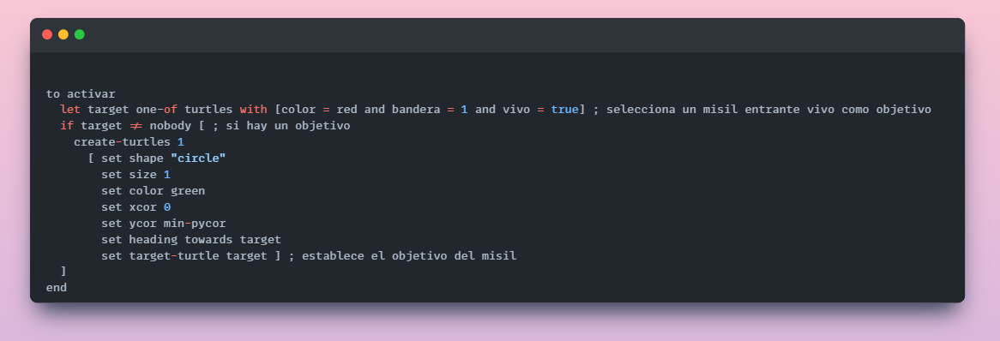 to activar
  let target one-of turtles with [color = red and bandera = 1 and vivo = true] ; selecciona un misil entrante vivo como objetivo
  if target != nobody [ ; si hay un objetivo
    create-turtles 1
      [ set shape "circle"
        set size 1
        set color green
        set xcor 0
        set ycor min-pycor
        set heading towards target
        set target-turtle target ] ; establece el objetivo del misil
  ]
end